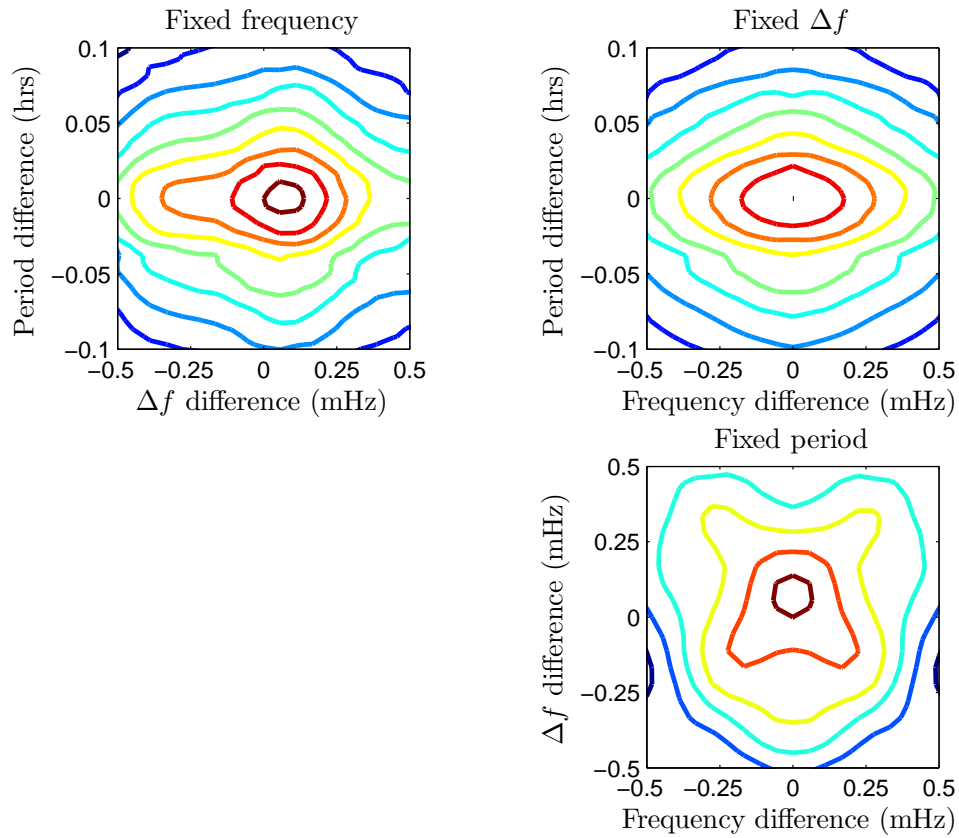 Fixed frequency
0.1
0.05
0
−0.05
−0.1
Period difference (hrs)
−0.5 −0.25 0 0.25 0.5
Δf difference (mHz)
Fixed Δf
0.1
0.05
0
−0.05
−0.1
Period difference (hrs)
−0.5 −0.25 0 0.25 0.5
Frequency difference (mHz)
Fixed period
0.5
0.25
0
−0.25
−0.5
Δf difference (mHz)
−0.5 −0.25 0 0.25 0.5
Frequency difference (mHz)